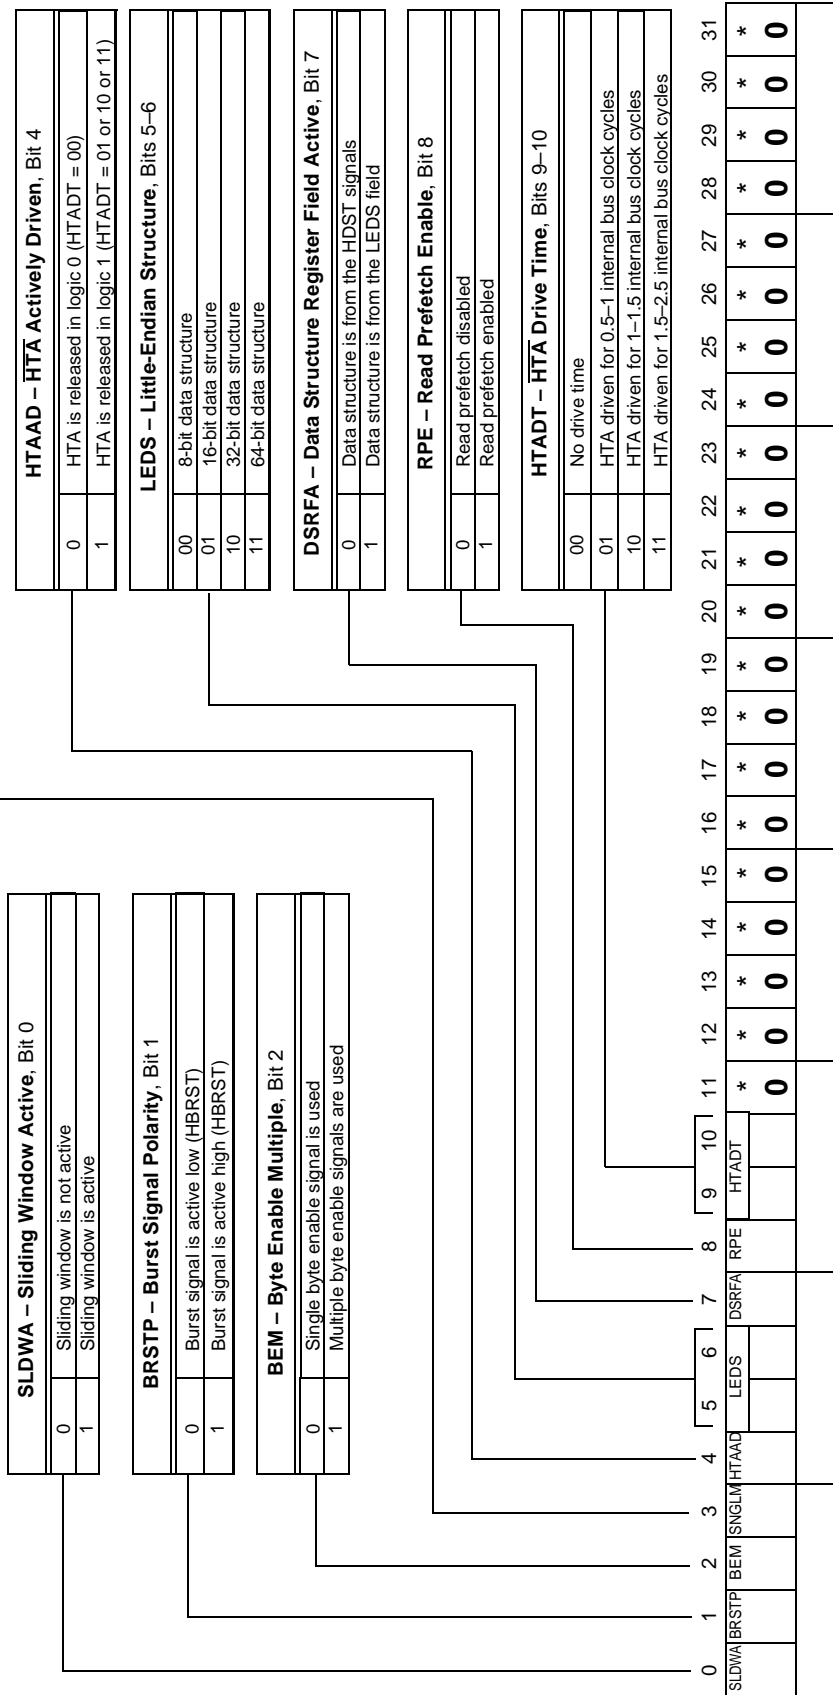 HTAAD – HTA Actively Driven, Bit 4
0 HTA is released in logic 0 (HTADT = 00)
1 HTA is released in logic 1 (HTADT = 01 or 10 or 11)
LEDS – Little-Endian Structure, Bits 5–6
00 8-bit data structure
01 16-bit data structure
10 32-bit data structure
11 64-bit data structure
DSRFA – Data Structure Register Field Active, Bit 7
0 Data structure is from the HDST signals
1 Data structure is from the LEDS field
RPE – Read Prefetch Enable, Bit 8
0 Read prefetch disabled
1 Read prefetch enabled
HTADT – HTA Drive Time, Bits 9–10
00 No drive time
01 HTA driven for 0.5–1 internal bus clock cycles
10 HTA driven for 1–1.5 internal bus clock cycles
11 HTA driven for 1.5–2.5 internal bus clock cycles
SLDWA – Sliding Window Active, Bit 0
0 Sliding window is not active
1 Sliding window is active
BRSTP – Burst Signal Polarity, Bit 1
0 Burst signal is active low (HBRST)
1 Burst signal is active high (HBRST)
BEM – Byte Enable Multiple, Bit 2
0 Single byte enable signal is used
1 Multiple byte enable signals are used
0 1 2 3 4 5 6 7 8 9 10 11 12 13 14 15 16 17 18 19 20 21 22 23 24 25 26 27 28 29 30 31
SLDWA BRSTP BEM SNGLM HTAAD LEDS DSRFA RPE HTADT * * * * * * * * * * * * * * * * * * * * *
0 0 0 0 0 0 0 0 0 0 0 0 0 0 0 0 0 0 0 0 0